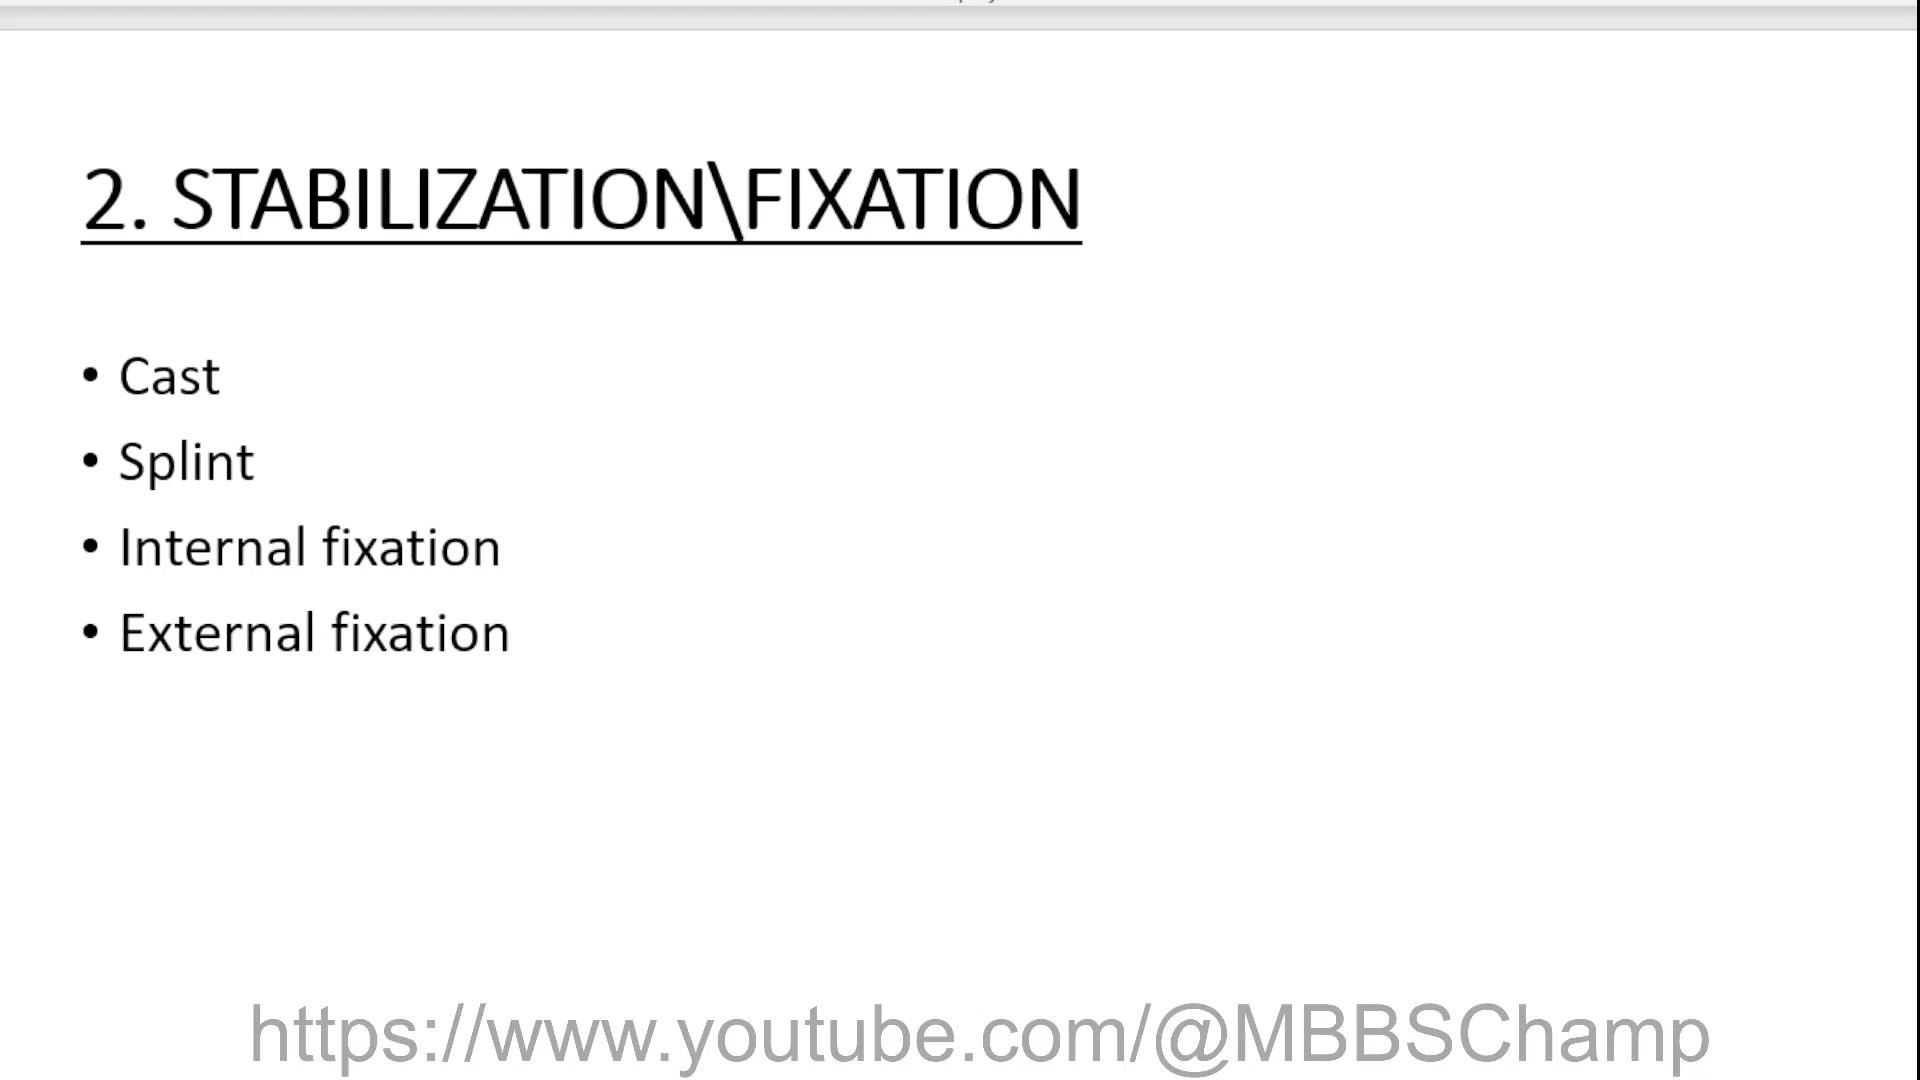 2. STABILIZATION\FIXATION
• Cast
• Splint
• Internal fixation
• External fixation
https://www.youtube.com/@MBBSChamp